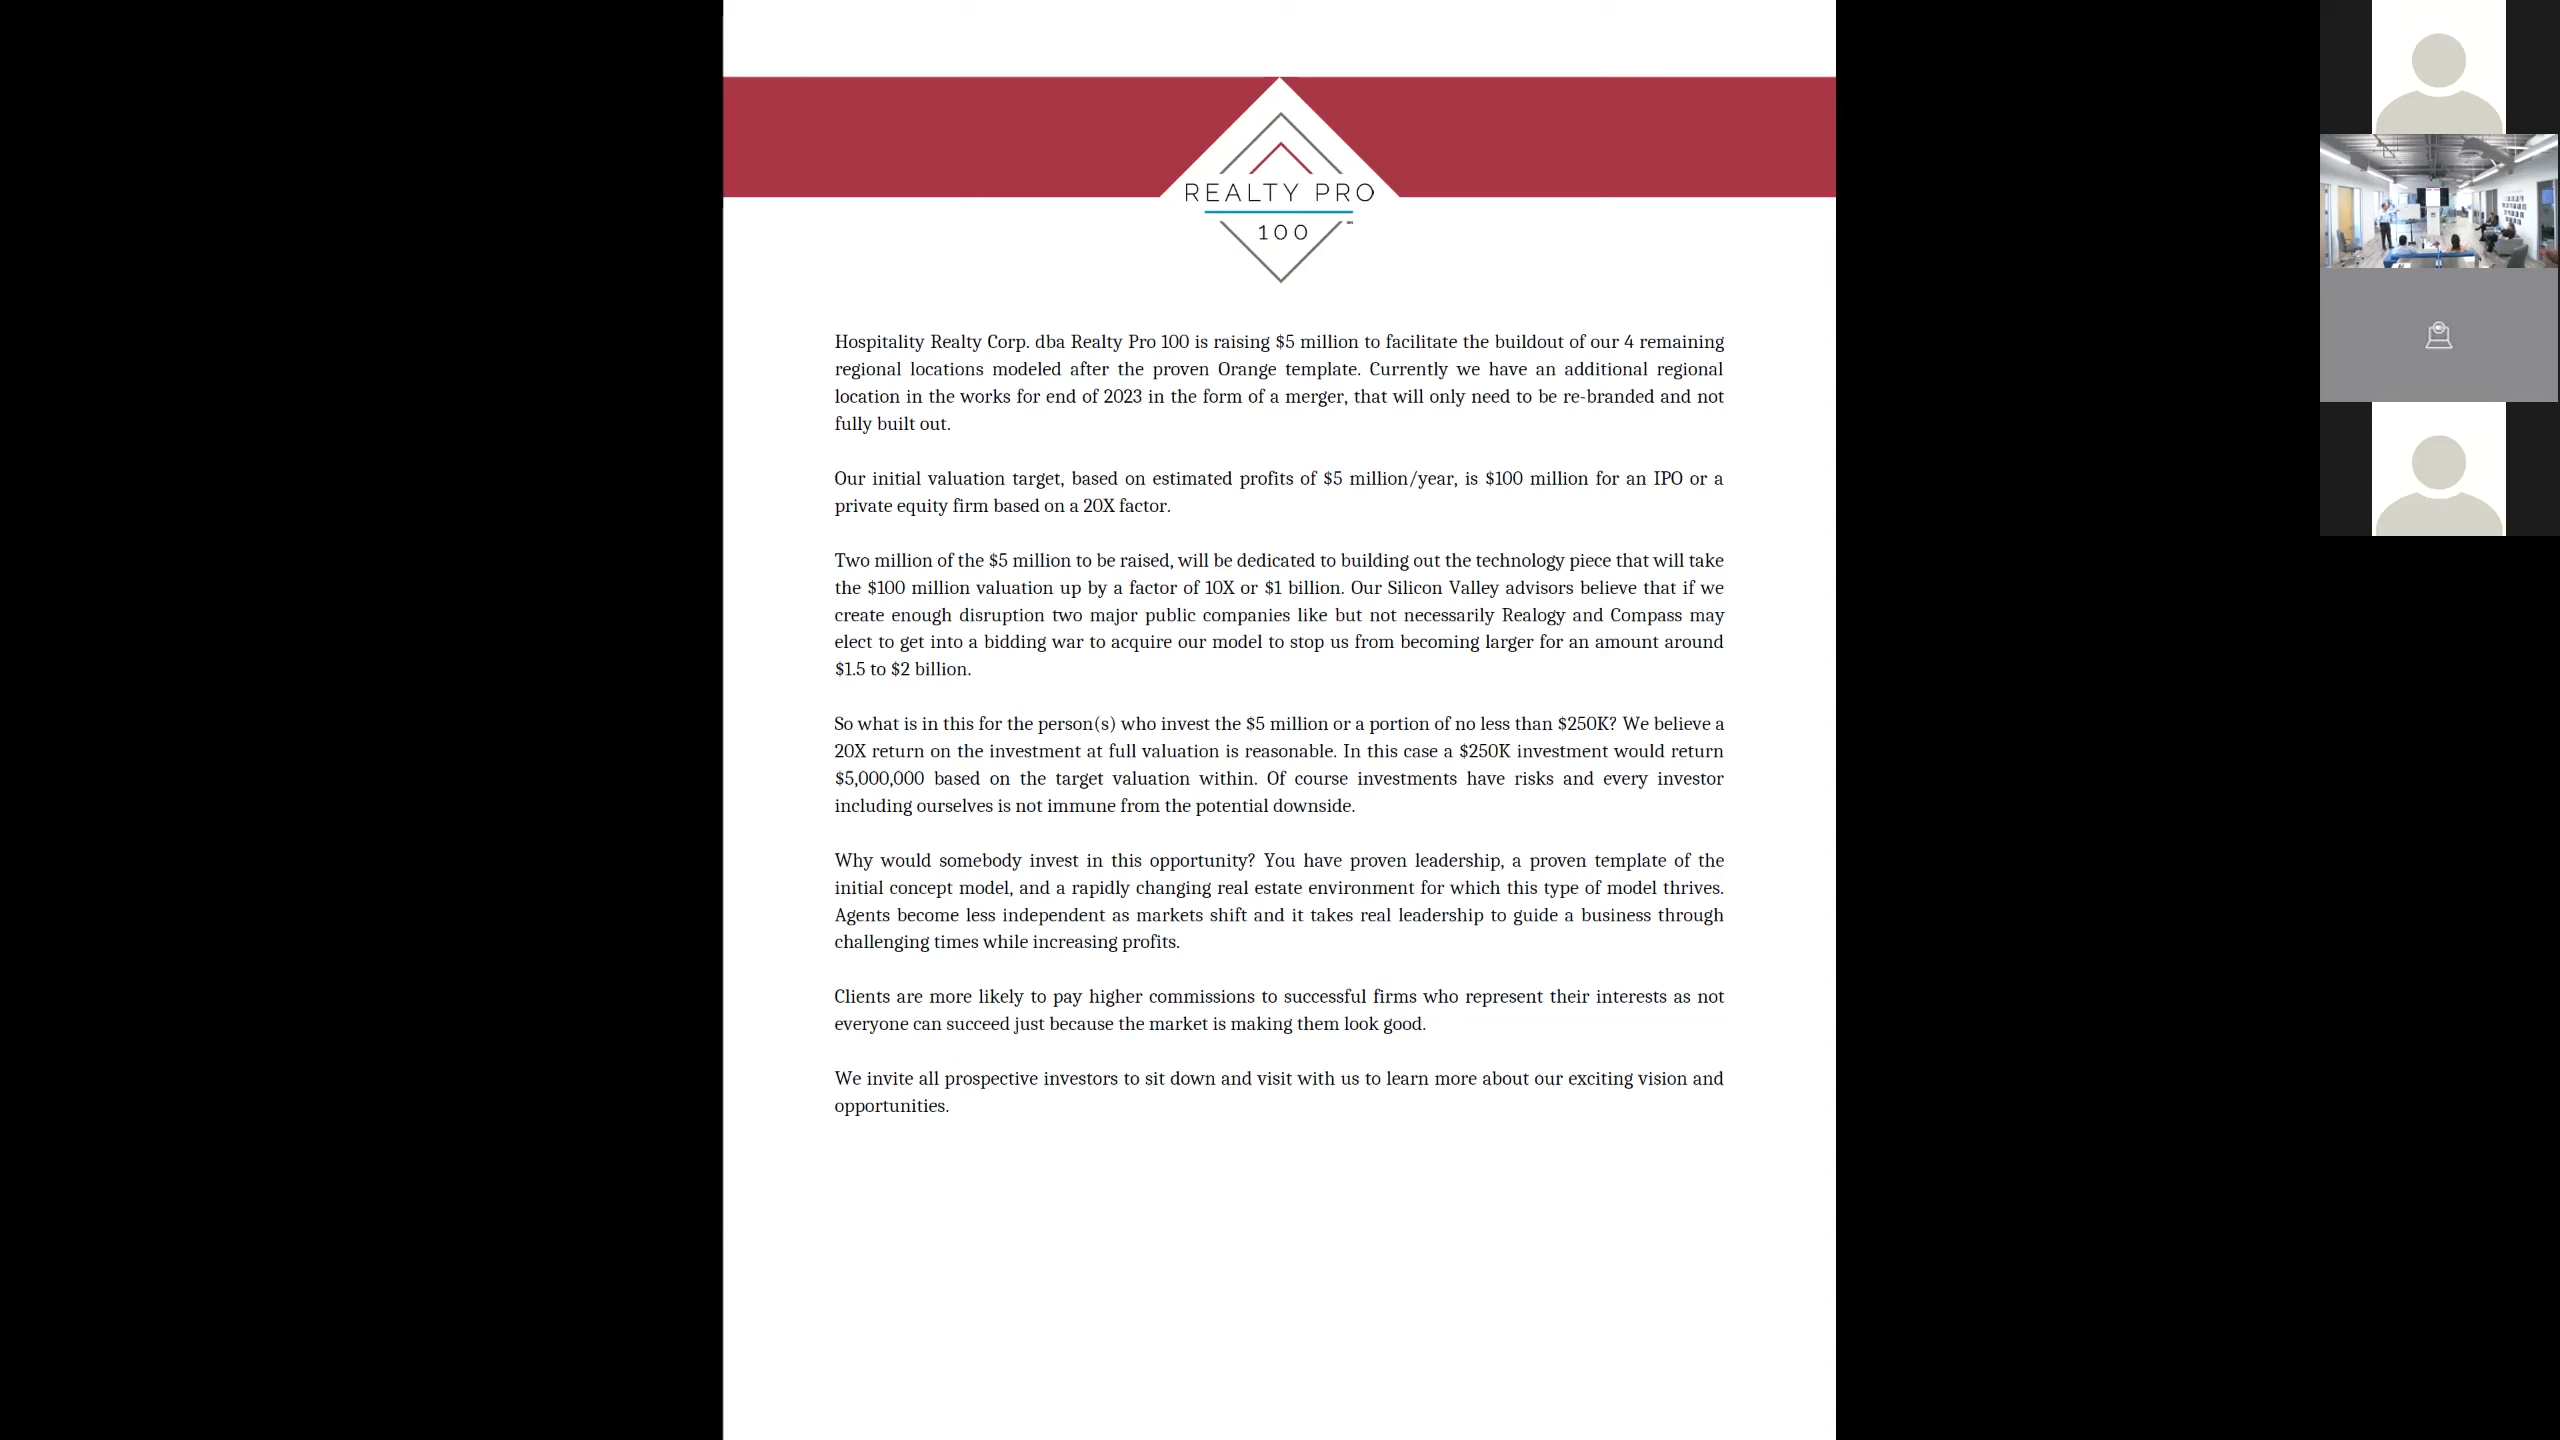 REALTY PRO
100
Hospitality Realty Corp. dba Realty Pro 100 is raising $5 million to facilitate the buildout of our 4 remaining
regional locations modeled after the proven Orange template. Currently we have an additional regional
location in the works for end of 2023 in the form of a merger, that will only need to be re-branded and not
fully built out.
Our initial valuation target, based on estimated profits of $5 million/year, is $100 million for an IPO or a
private equity firm based on a 20X factor.
Two million of the $5 million to be raised, will be dedicated to building out the technology piece that will take
the $100 million valuation up by a factor of 10X or $1 billion. Our Silicon Valley advisors believe that if we
create enough disruption two major public companies like but not necessarily Realogy and Compass may
elect to get into a bidding war to acquire our model to stop us from becoming larger for an amount around
$1.5 to $2 billion.
So what is in this for the person(s) who invest the $5 million or a portion of no less than $250K? We believe a
20X return on the investment at full valuation is reasonable. In this case a $250K investment would return
$5,000,000 based on the target valuation within. Of course investments have risks and every investor
including ourselves is not immune from the potential downside.
Why would somebody invest in this opportunity? You have proven leadership, a proven template of the
initial concept model, and a rapidly changing real estate environment for which this type of model thrives.
Agents become less independent as markets shift and it takes real leadership to guide a business through
challenging times while increasing profits.
Clients are more likely to pay higher commissions to successful firms who represent their interests as not
everyone can succeed just because the market is making them look good.
We invite all prospective investors to sit down and visit with us to learn more about our exciting vision and
opportunities.